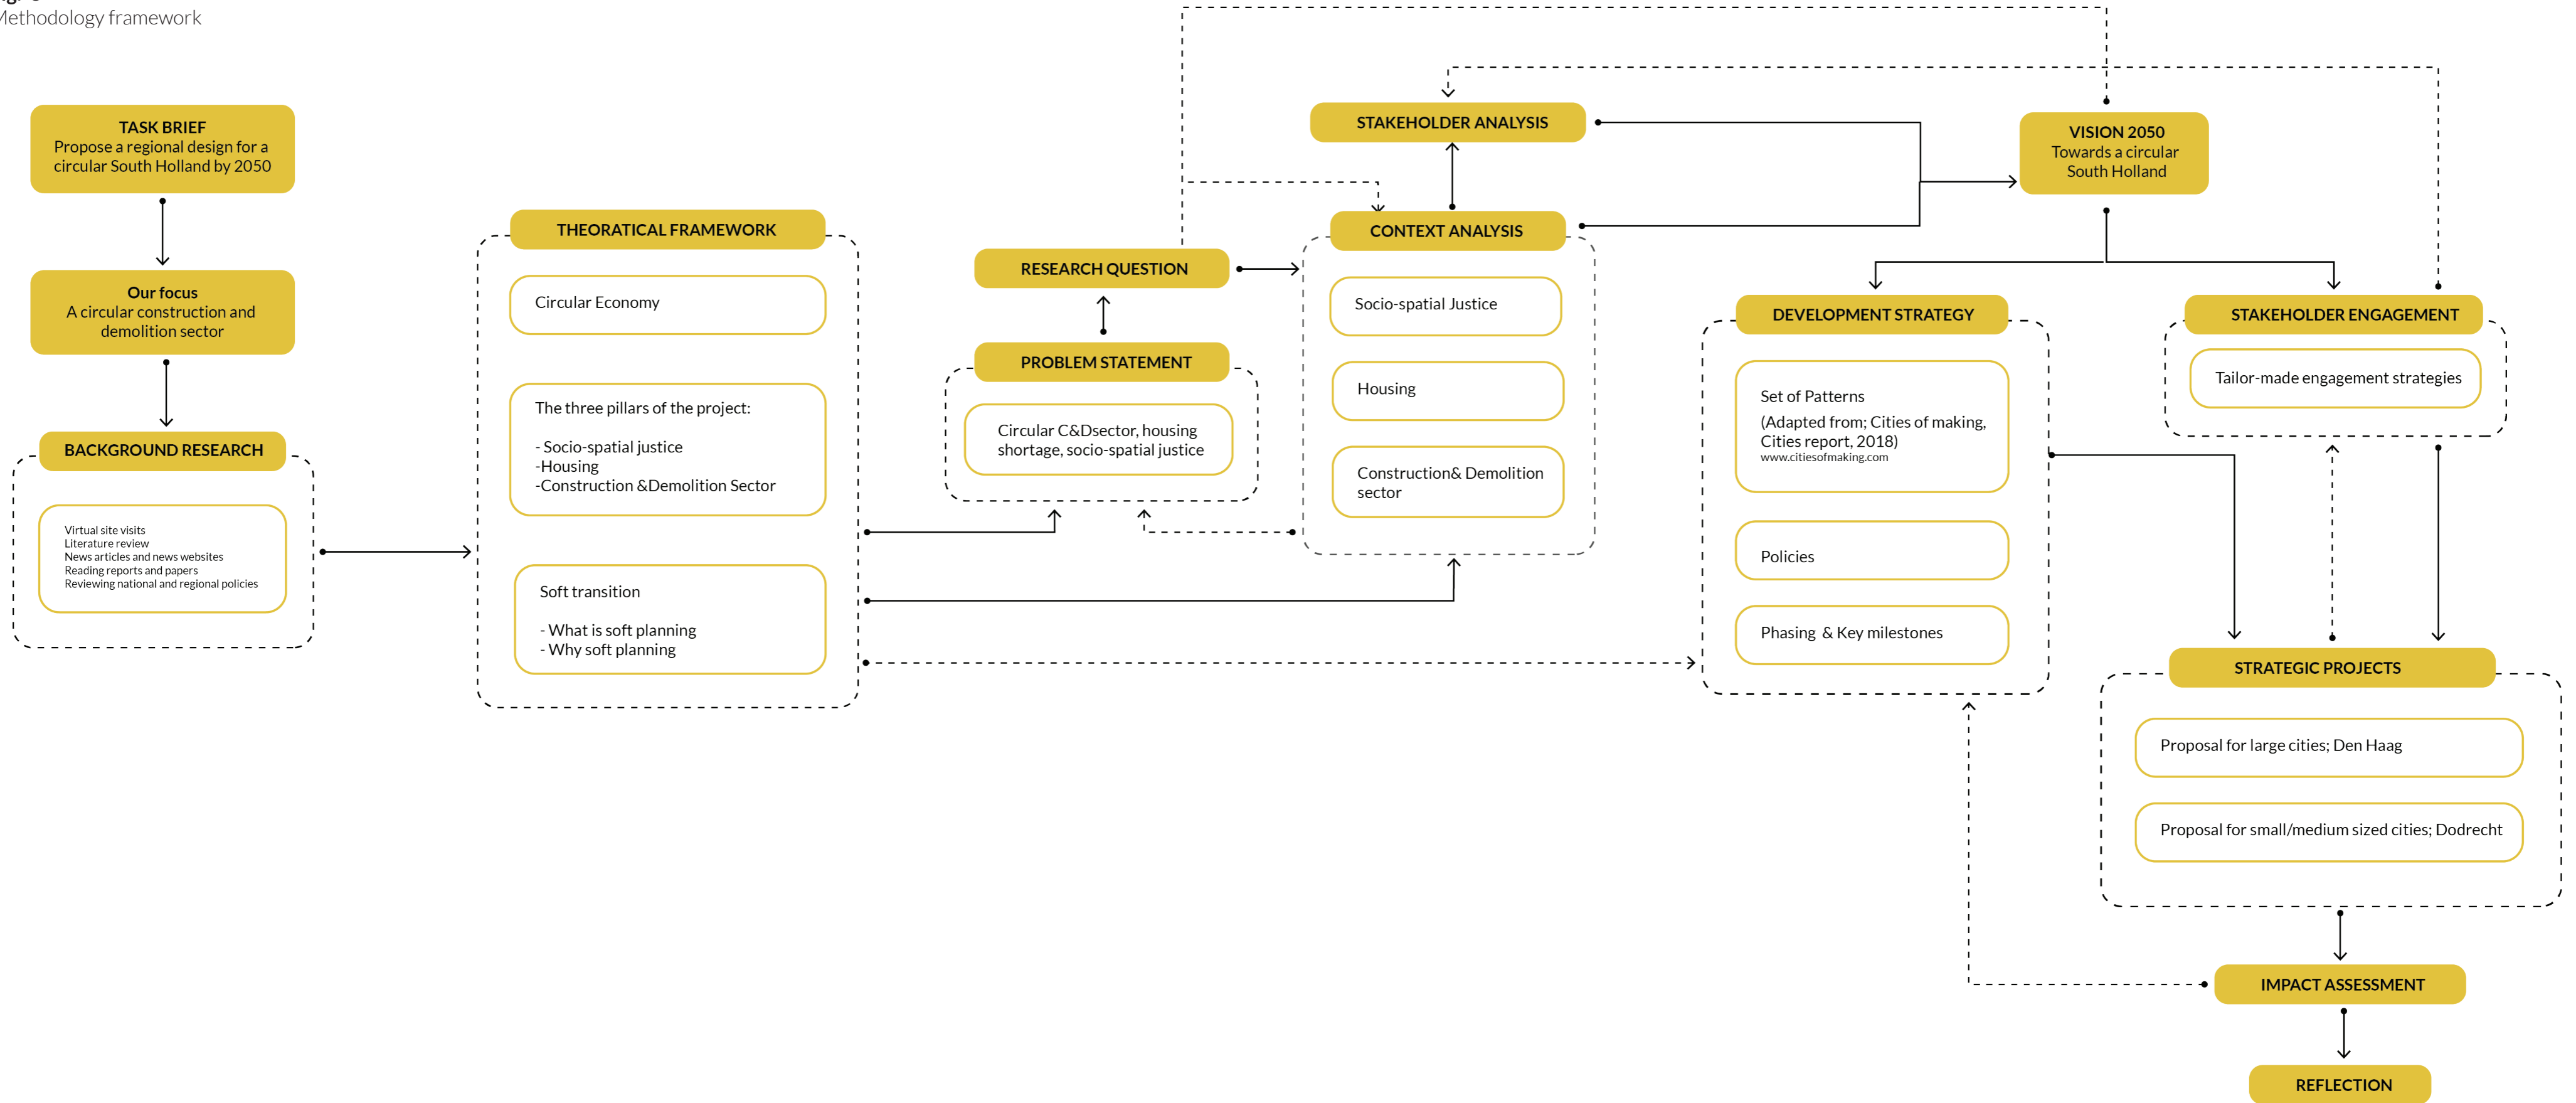 Methodology framework
TASK BRIEF
Propose a regional design for a
circular South Holland by 2050
Our focus
A circular construction and
demolition sector
BACKGROUND RESEARCH
Virtual site visits
Literature review
News articles and news websites
Reading reports and papers
Reviewing national and regional policies
THEORATICAL FRAMEWORK
Circular Economy
The three pillars of the project:
- Socio-spatial justice
-Housing
-Construction &Demolition Sector
Soft transition
- What is soft planning
- Why soft planning
RESEARCH QUESTION
PROBLEM STATEMENT
Circular C&Dsector, housing
shortage, socio-spatial justice
STAKEHOLDER ANALYSIS
CONTEXT ANALYSIS
Socio-spatial Justice
Housing
Construction& Demolition
sector
VISION 2050
Towards a circular
South Holland
DEVELOPMENT STRATEGY
Set of Patterns
(Adapted from; Cities of making,
Cities report, 2018)
www.citiesofmaking.com
Policies
Phasing & Key milestones
STAKEHOLDER ENGAGEMENT
Tailor-made engagement strategies
STRATEGIC PROJECTS
Proposal for large cities; Den Haag
Proposal for small/medium sized cities; Dodrecht
IMPACT ASSESSMENT
REFLECTION